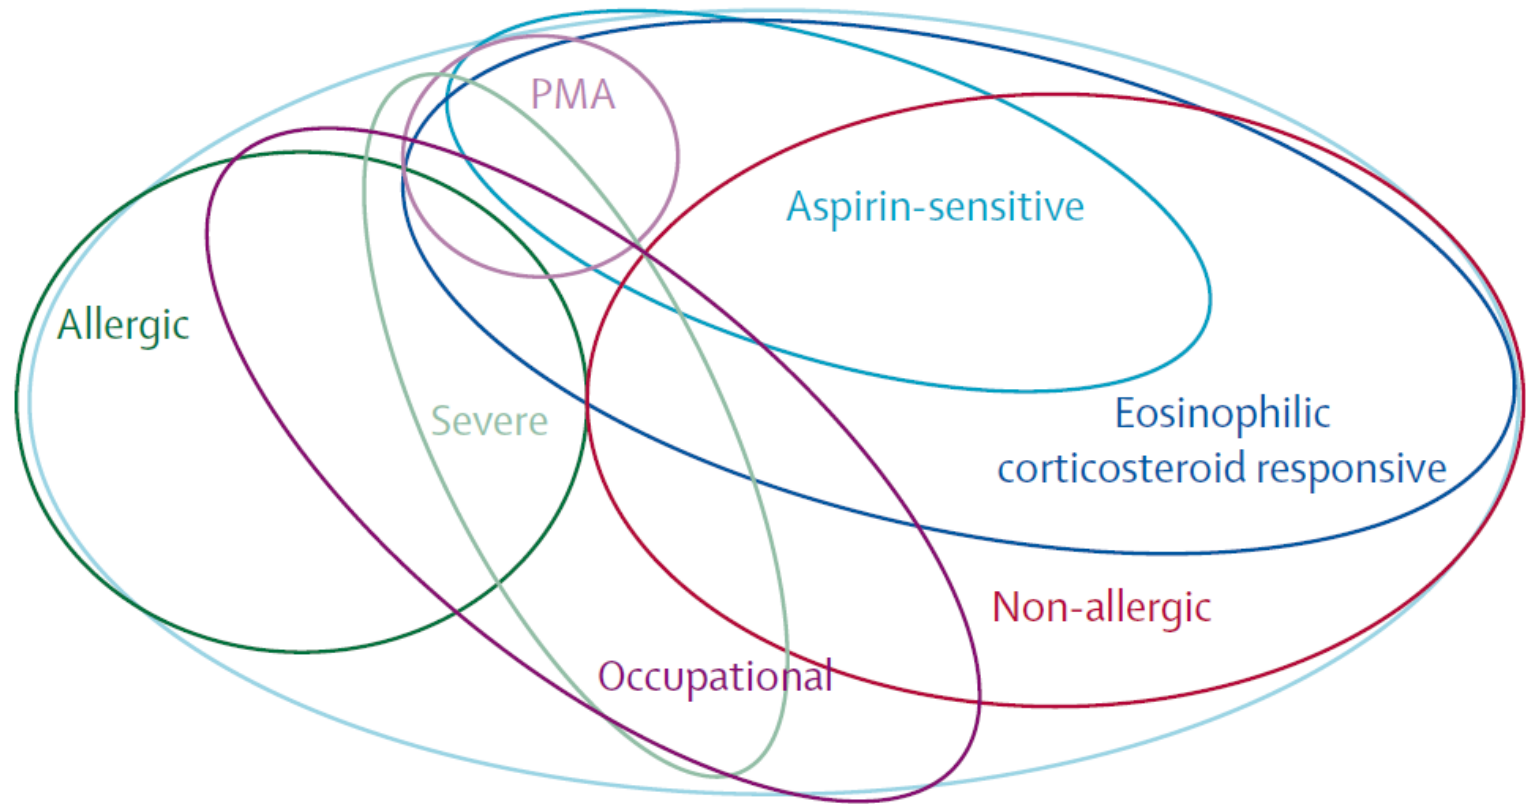 PMA
Aspirin-sensitive
Allergic
Severe
Eosinophilic
corticosteroid responsive
Non-allergic
Occupational